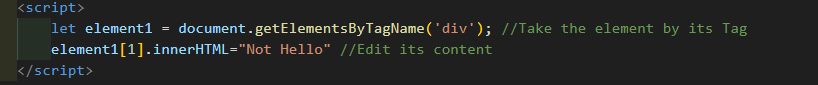 <script>
let element1 = document.getElementsByTagName('div'); //Take the element by its Tag
element1[1].innerHTML="Not Hello" //Edit its content
</script>